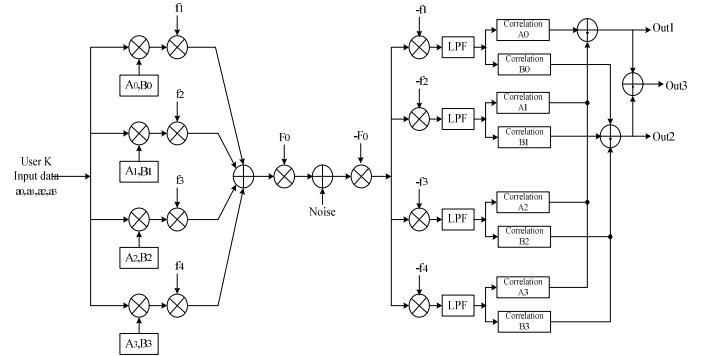 f1
A0,B0
f2
A1,B1
User K
Input data
a0,a1,a2,a3
f3
A2,B2
f4
A3,B3
F0
Noise
-F0
-f1
LPF
Correlation
A0
Correlation
B0
-f2
LPF
Correlation
A1
Correlation
B1
-f3
LPF
Correlation
A2
Correlation
B2
-f4
LPF
Correlation
A3
Correlation
B3
Out1
Out3
Out2